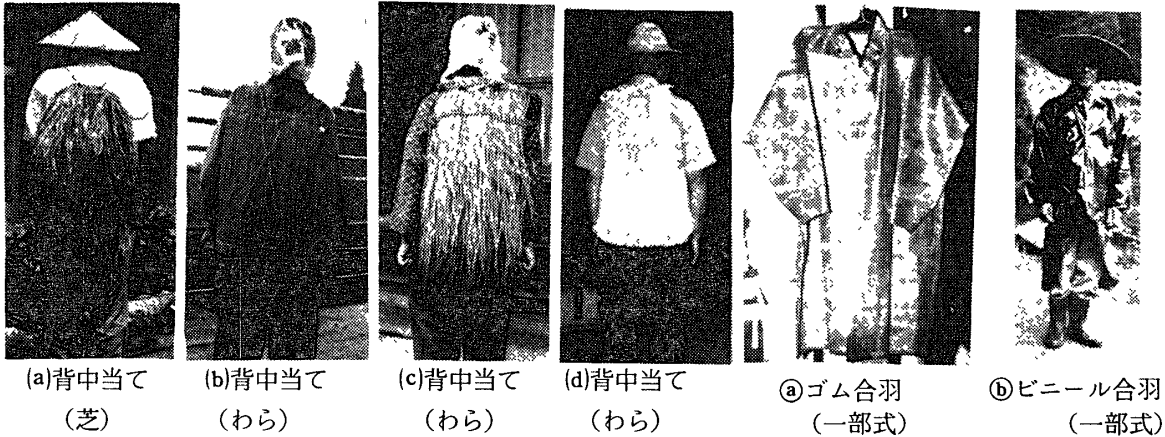 (a)背中当て
(芝)
(b)背中当て
(わら)
(c)背中当て
(わら)
(d)背中当て
(わら)
ⓐゴム合羽
(一部式)
ⓑビニール合羽
(一部式)